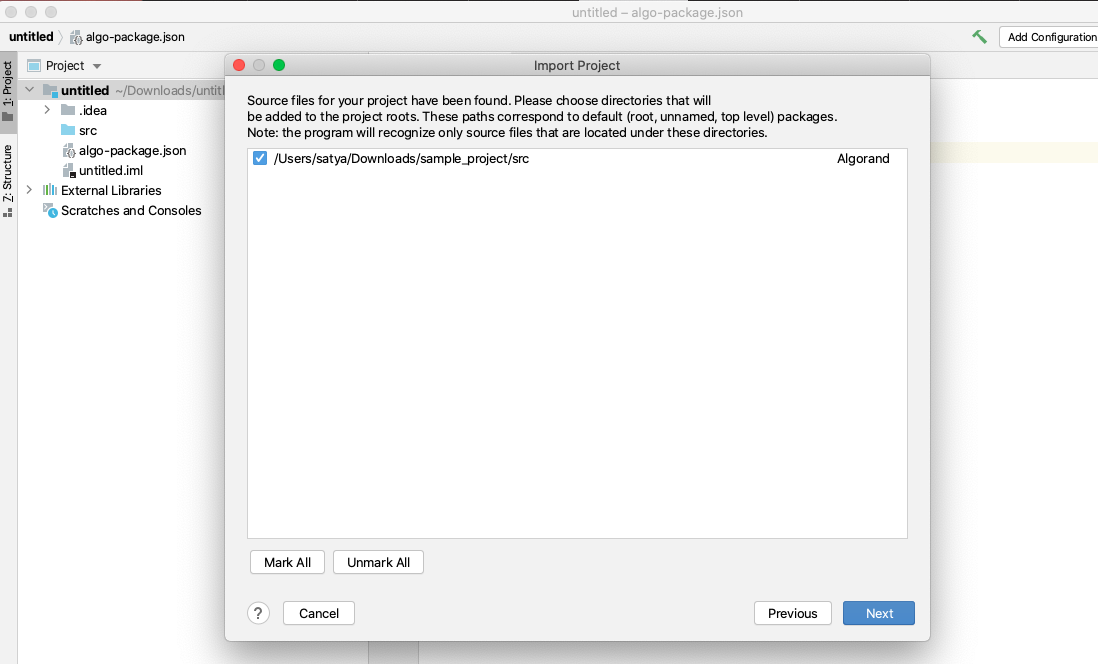 untitled – algo-package.json
untitled
algo-package.json
Add Configuration
1: Project
Project
untitled ~/Downloads/untitl
.idea
src
algo-package.json
untitled.iml
External Libraries
Scratches and Consoles
Z: Structure
Import Project
Source files for your project have been found. Please choose directories that will
be added to the project roots. These paths correspond to default (root, unnamed, top level) packages.
Note: the program will recognize only source files that are located under these directories.
/Users/satya/Downloads/sample_project/src Algorand
Mark All Unmark All
? Cancel Previous Next